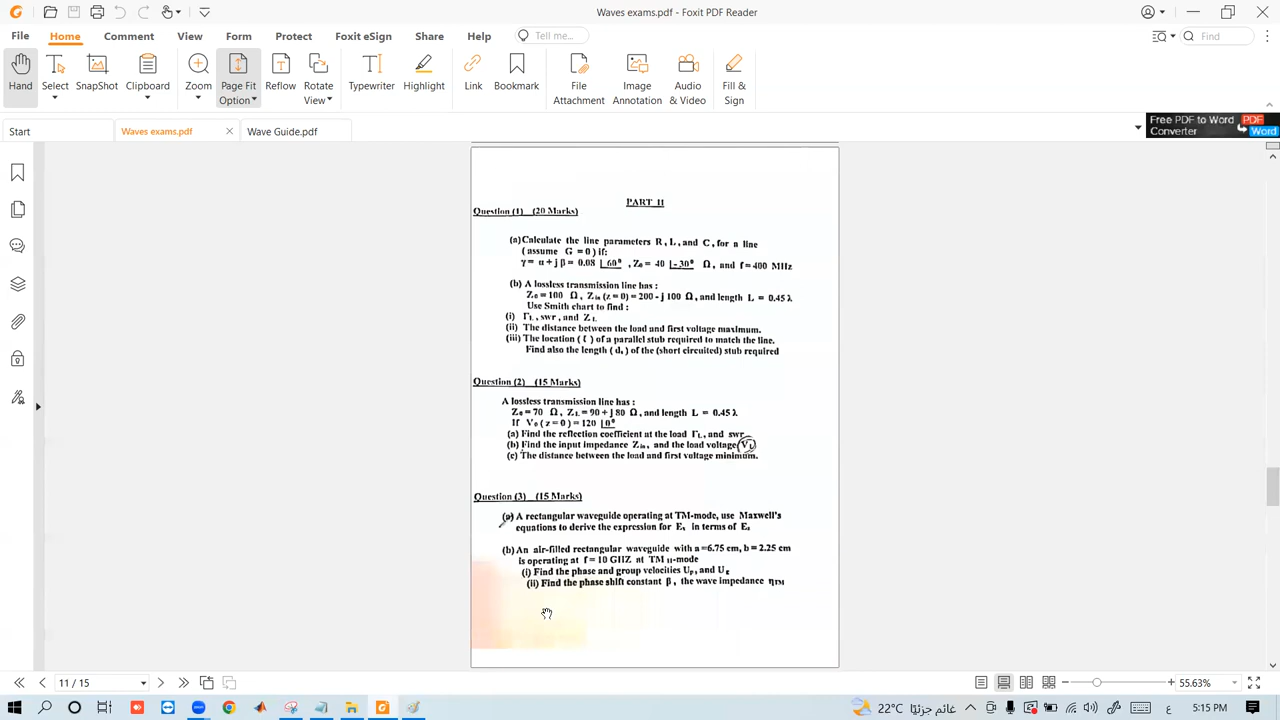 Waves exams.pdf - Foxit PDF Reader
File Home Comment View Form Protect Foxit eSign Share Help Tell me... Find
Hand Select SnapShot Clipboard Zoom Page Fit Option Reflow Rotate View Typewriter Highlight Link Bookmark File Attachment Image Annotation Audio & Video Fill & Sign
Start Waves exams.pdf Wave Guide.pdf
Free PDF to Word Converter PDF Word
PART 11
Question (1) (20 Marks)
(a) Calculate the line parameters R, L, and C, for n line
( assume G = 0 ) if:
γ = α + j β = 0.08 |60⁰ , Z₀ = 40 |-30⁰ Ω, and f = 400 MHz
(b) A lossless transmission line has :
Z₀ = 100 Ω, Zᵢₙ (z = 0) = 200 - j 100 Ω, and length L = 0.45 λ
Use Smith chart to find :
(i) Γ_L, swr, and Z_L
(ii) The distance between the load and first voltage maximum.
(iii) The location ( ℓ ) of a parallel stub required to match the line.
Find also the length ( dₛ ) of the (short circuited) stub required
Question (2) (15 Marks)
A lossless transmission line has :
Z₀ = 70 Ω, Z_L = 90 + j 80 Ω, and length L = 0.45 λ
If V₀ ( z = 0 ) = 120 |0⁰
(a) Find the reflection coefficient at the load Γ_L, and swr
(b) Find the input impedance Zᵢₙ, and the load voltage (V_L)
(c) The distance between the load and first voltage minimum.
Question (3) (15 Marks)
(a) A rectangular waveguide operating at TM-mode, use Maxwell's
equations to derive the expression for Eₓ in terms of E_z
(b) An air-filled rectangular waveguide with a =6.75 cm, b = 2.25 cm
is operating at f = 10 GHZ at TM ₁₁-mode
(i) Find the phase and group velocities U_p, and U_g
(ii) Find the phase shift constant β, the wave impedance η_TM
11 / 15
55.63%
22°C عام جزئيًا
ع 5:15 PM